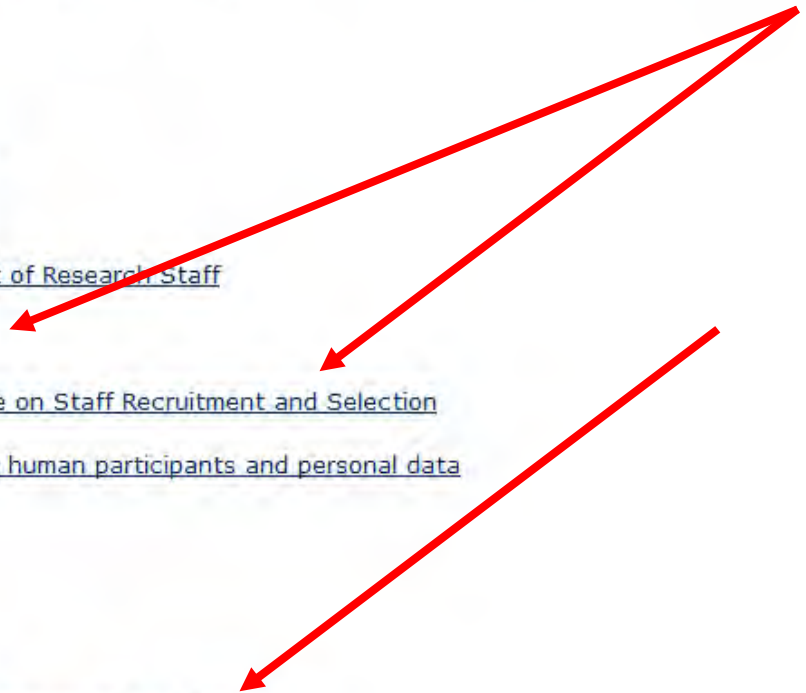 of Research Staff
e on Staff Recruitment and Selection
human participants and personal data